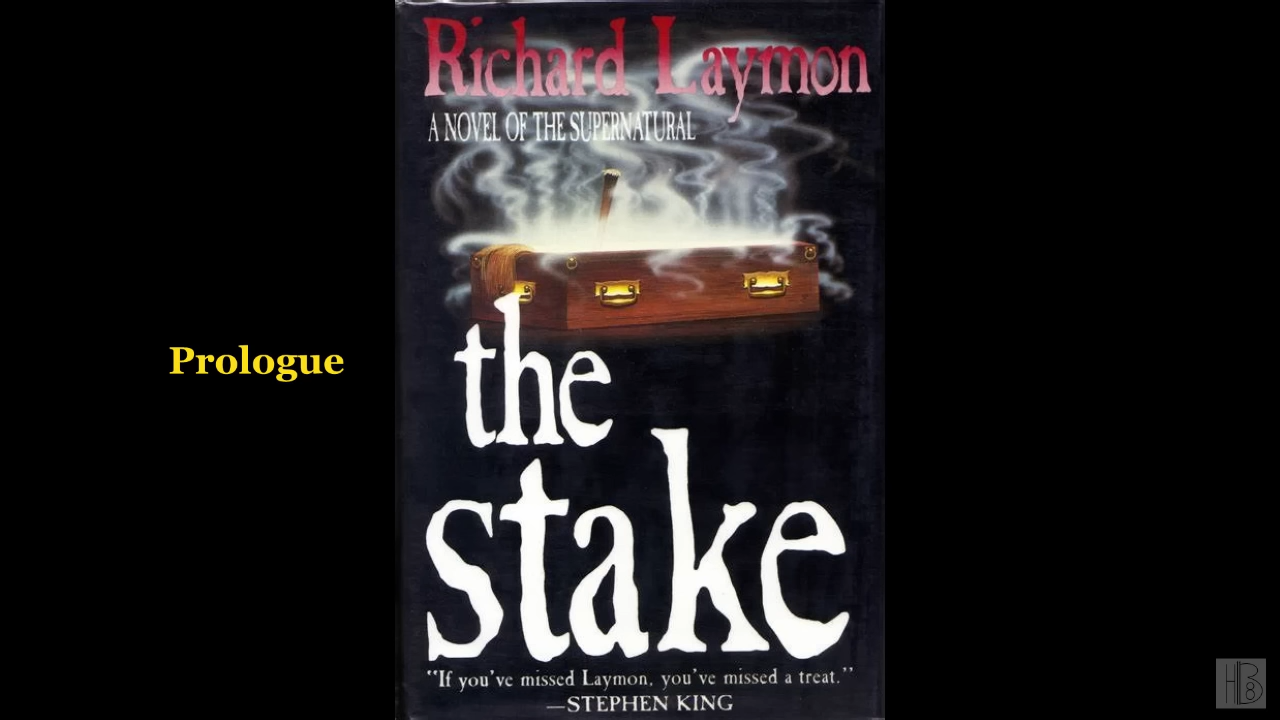 Richard Laymon
A NOVEL OF THE SUPERNATURAL
Prologue
the
stake
"If you've missed Laymon, you've missed a treat."
—STEPHEN KING
HB8